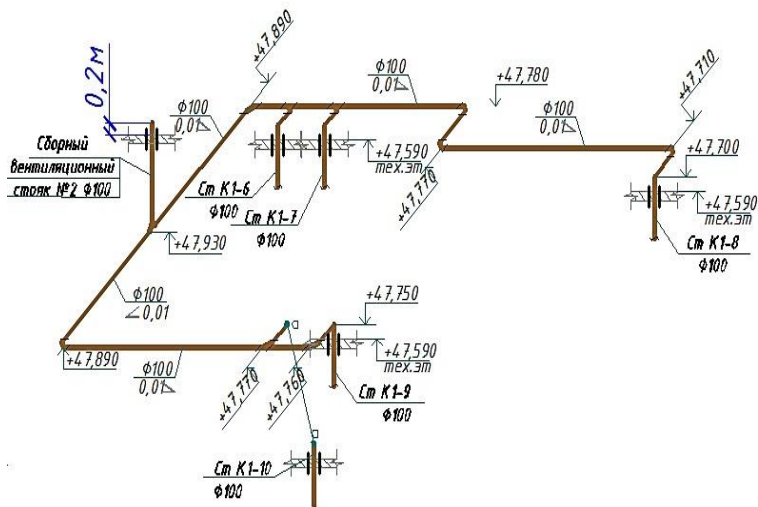 +47,890
0,2м
Ф100
0,01
Сборный
вентиляционный
стояк №2 Ф100
Ф100
0,01
+47,780
+47,710
Ф100
0,01
+47,590
тех.эт
+47,770
+47,700
+47,590
тех.эт
Ст К1-6
Ф100
Ст К1-7
Ф100
Ст К1-8
Ф100
+47,930
Ф100
0,01
+47,750
+47,890
Ф100
0,01
+47,770
+47,760
+47,590
тех.эт
Ст К1-9
Ф100
Ст К1-10
Ф100